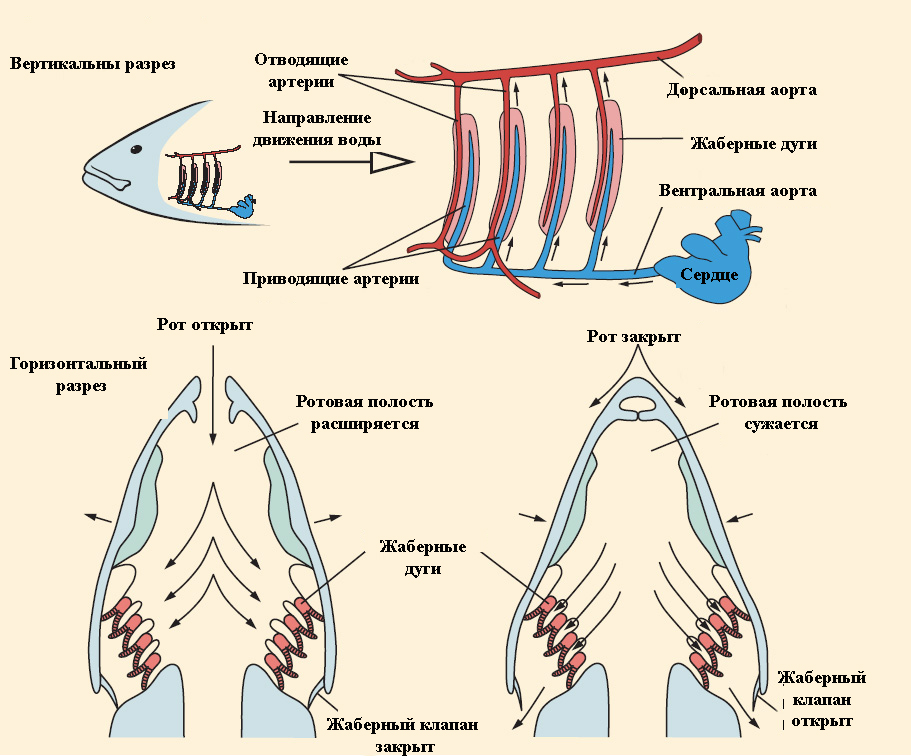 Вертикальны разрез
Отводящие
артерии
Направление
движения воды
Дорсальная аорта
Жаберные дуги
Вентральная аорта
Приводящие артерии
Сердце
Рот открыт
Рот закрыт
Горизонтальный
разрез
Ротовая полость
расширяется
Ротовая полость
сужается
Жаберные
дуги
Жаберный клапан
закрыт
Жаберный
клапан
открыт